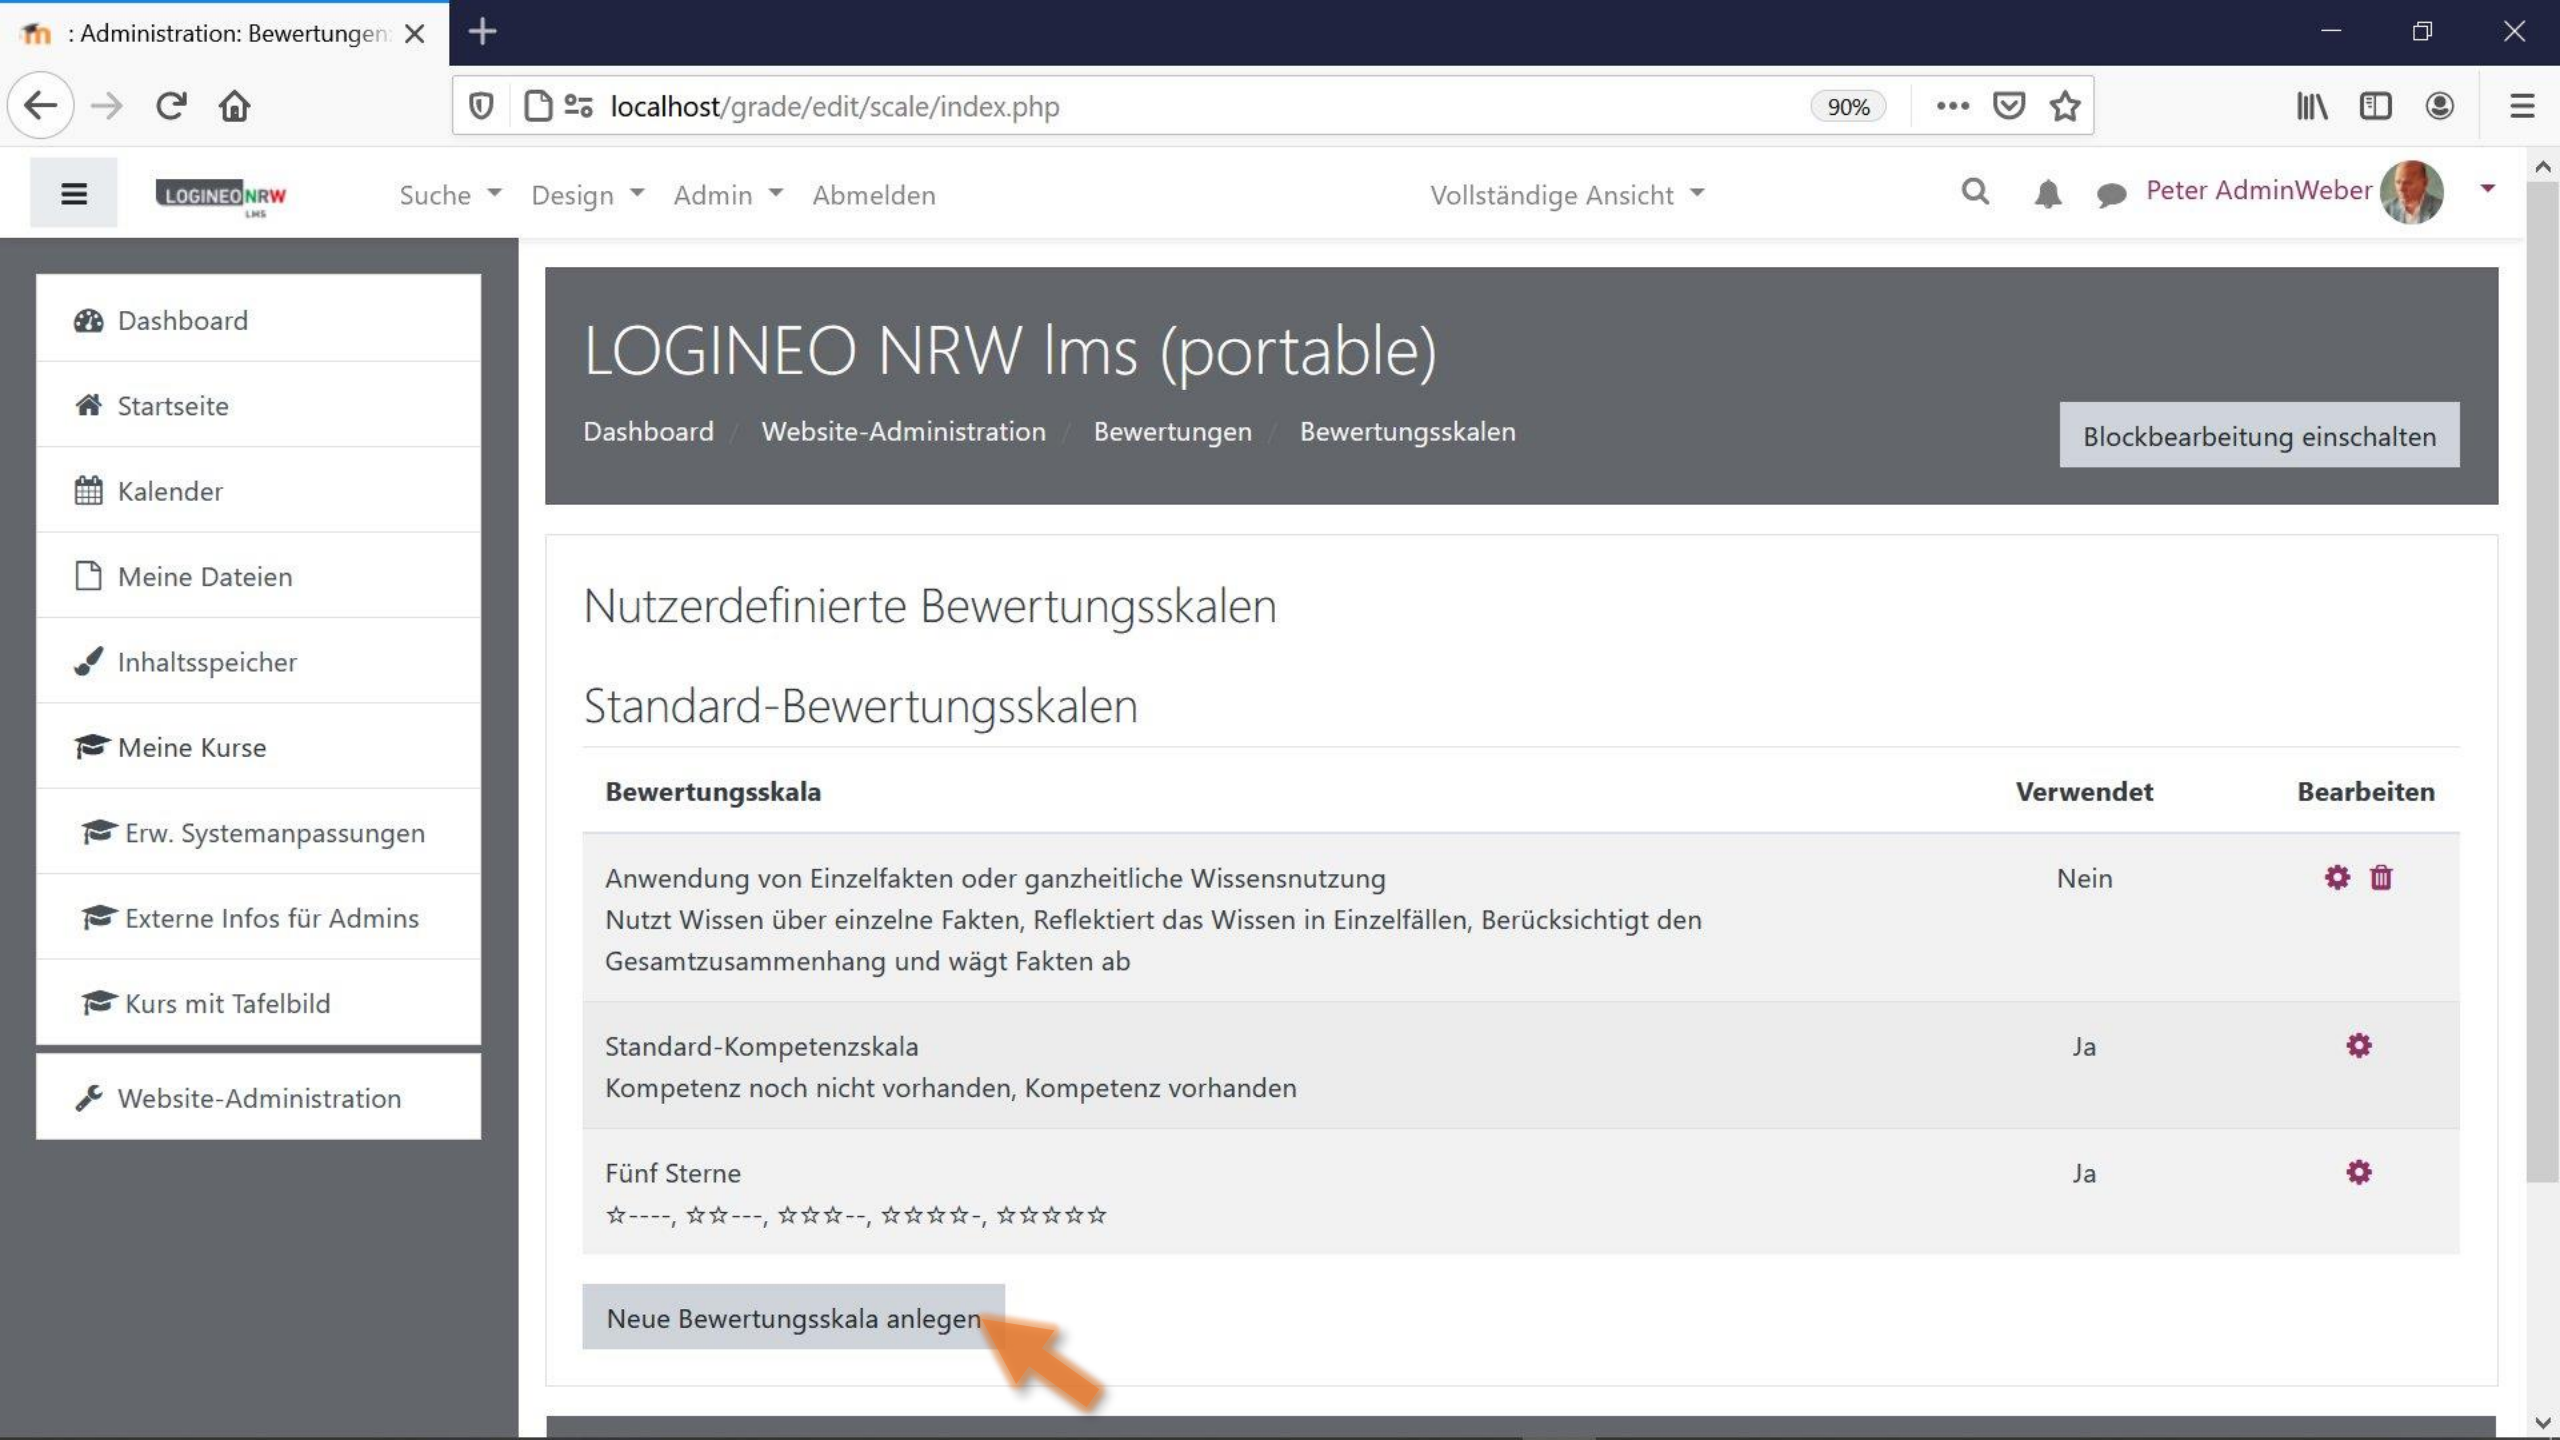 : Administration: Bewertungen:
localhost/grade/edit/scale/index.php
90%
LOGINEO NRW
LMS
Suche
Design
Admin
Abmelden
Vollständige Ansicht
Peter AdminWeber
Dashboard
Startseite
Kalender
Meine Dateien
Inhaltsspeicher
Meine Kurse
Erw. Systemanpassungen
Externe Infos für Admins
Kurs mit Tafelbild
Website-Administration
LOGINEO NRW lms (portable)
Dashboard / Website-Administration / Bewertungen / Bewertungsskalen
Blockbearbeitung einschalten
Nutzerdefinierte Bewertungsskalen
Standard-Bewertungsskalen
Bewertungsskala Verwendet Bearbeiten
Anwendung von Einzelfakten oder ganzheitliche Wissensnutzung Nein
Nutzt Wissen über einzelne Fakten, Reflektiert das Wissen in Einzelfällen, Berücksichtigt den
Gesamtzusammenhang und wägt Fakten ab
Standard-Kompetenzskala Ja
Kompetenz noch nicht vorhanden, Kompetenz vorhanden
Fünf Sterne Ja
☆----, ☆☆---, ☆☆☆--, ☆☆☆☆-, ☆☆☆☆☆
Neue Bewertungsskala anlegen